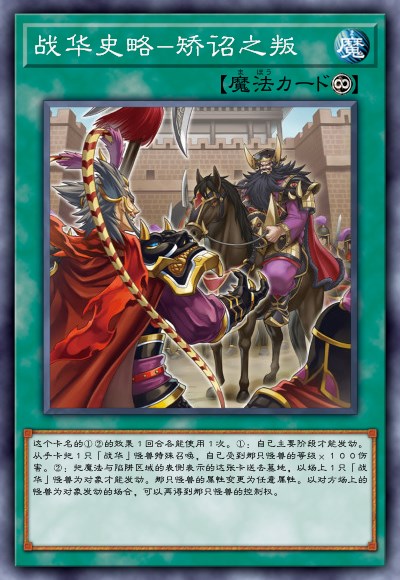 战华史略-矫诏之叛
魔
【魔法カード】
まほう
这个卡名的①②的效果1回合各能使用1次。①：自己主要阶段才能发动。
从手卡把1只「战华」怪兽特殊召唤，自己受到那只怪兽的等级×100伤
害。②：把魔法与陷阱区域的表侧表示的这张卡送去墓地，以场上1只「战
华」怪兽为对象才能发动。那只怪兽的属性变更为任意属性。以对方场上的
怪兽为对象发动的场合，可以再得到那只怪兽的控制权。